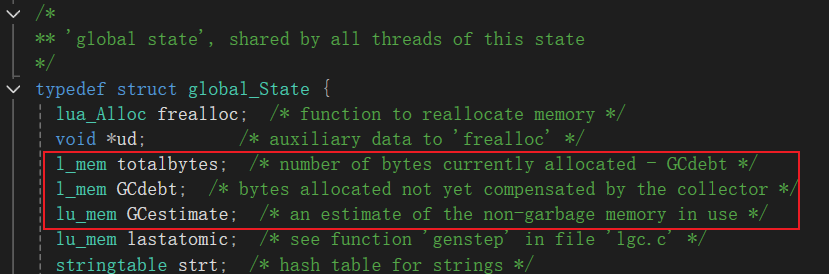 /*
** 'global state', shared by all threads of this state
*/
typedef struct global_State {
lua_Alloc frealloc;  /* function to reallocate memory */
void *ud;         /* auxiliary data to 'frealloc' */
l_mem totalbytes;  /* number of bytes currently allocated - GCdebt */
l_mem GCdebt;  /* bytes allocated not yet compensated by the collector */
lu_mem GCestimate;  /* an estimate of the non-garbage memory in use */
lu_mem lastatomic;  /* see function 'genstep' in file 'lgc.c' */
stringtable strt;  /* hash table for strings */